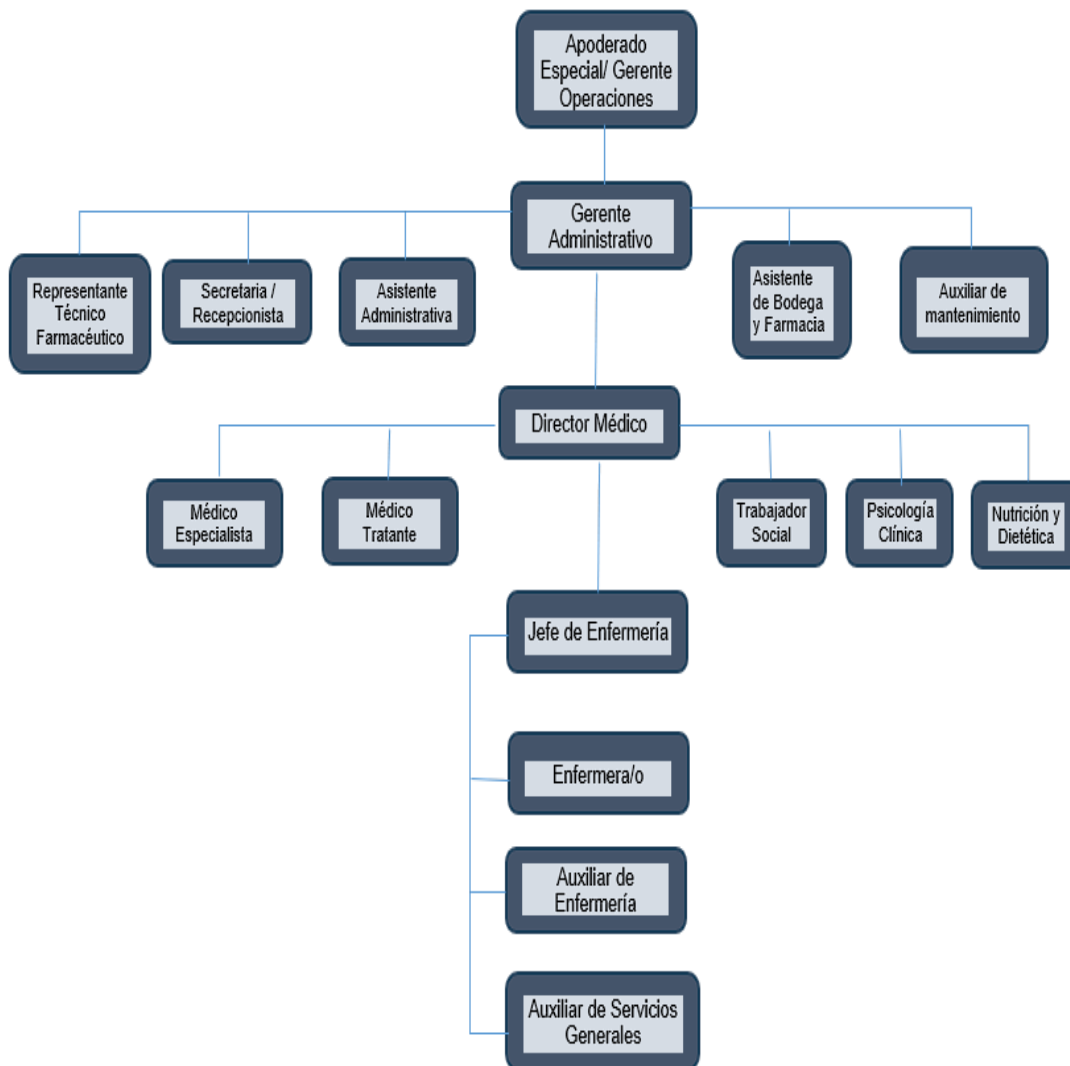 Apoderado
Especial/ Gerente
Operaciones
Gerente
Administrativo
Representante
Técnico
Farmacéutico
Secretaria /
Recepcionista
Asistente
Administrativa
Asistente
de Bodega
y Farmacia
Auxiliar de
mantenimiento
Director Médico
Médico
Especialista
Médico
Tratante
Trabajador
Social
Psicología
Clínica
Nutrición y
Dietética
Jefe de Enfermería
Enfermera/o
Auxiliar de
Enfermería
Auxiliar de Servicios
Generales